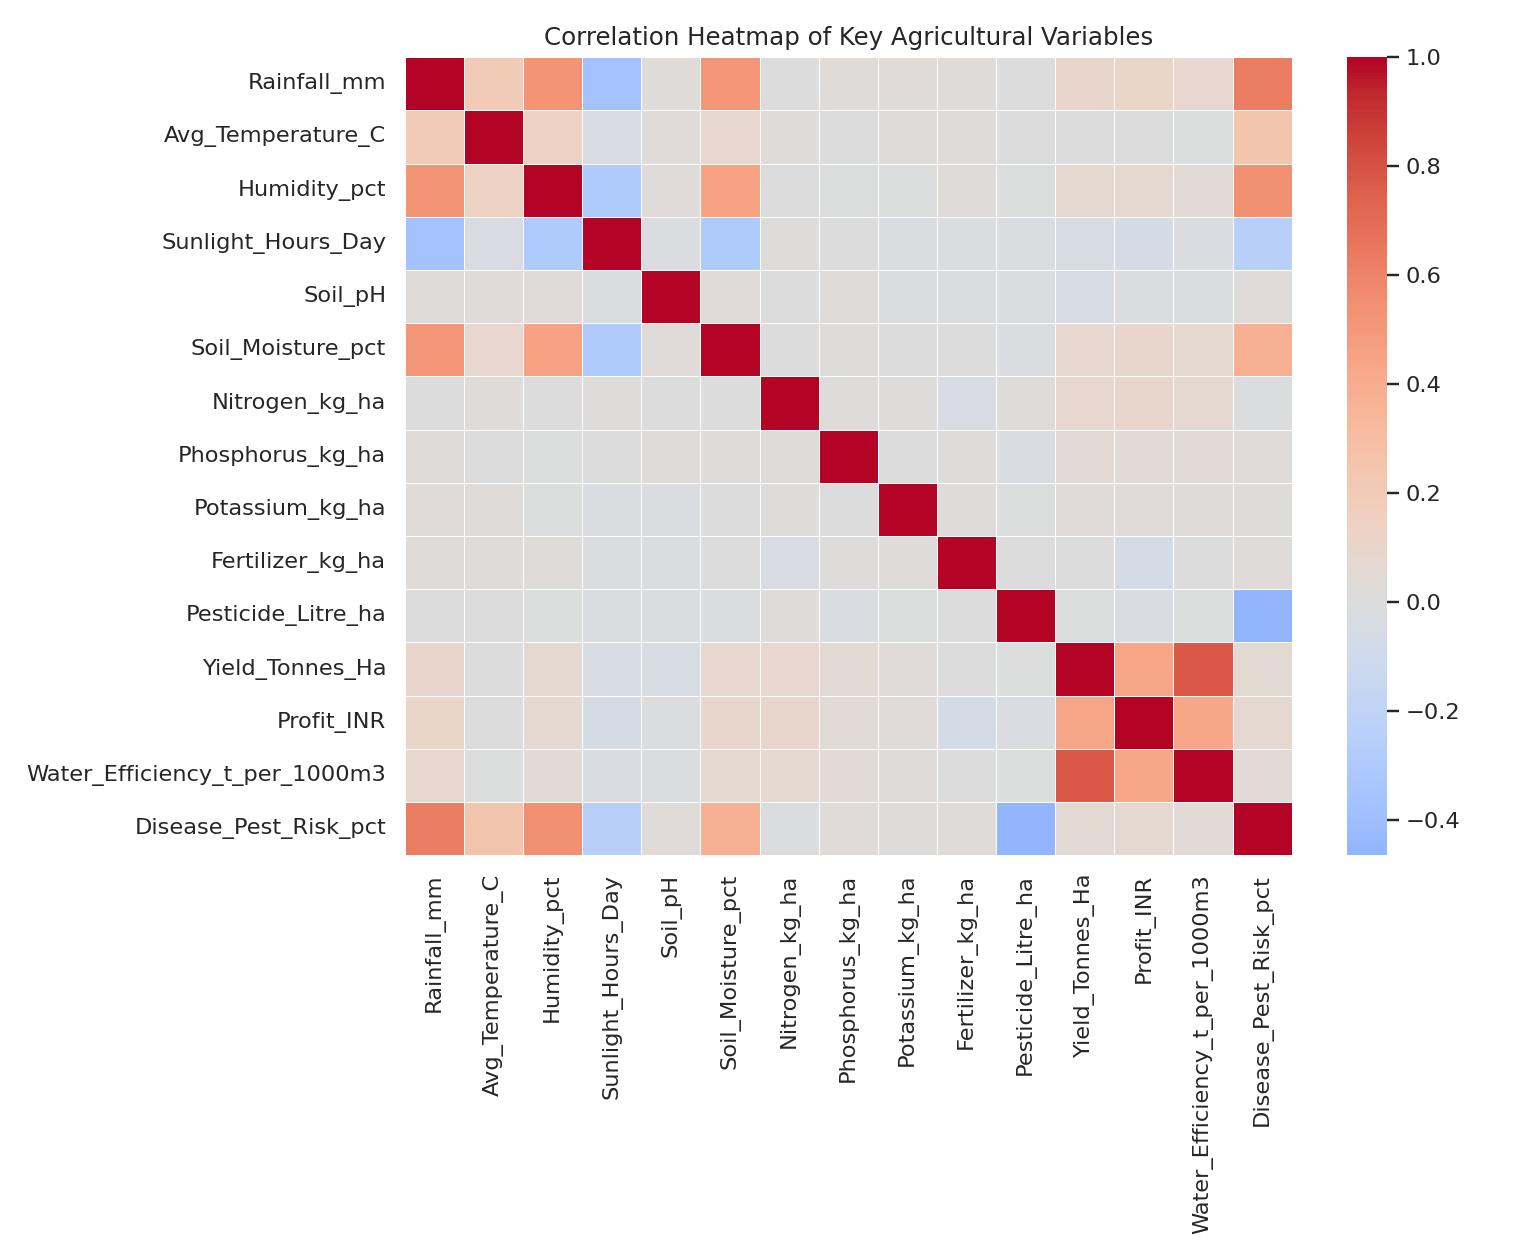 Correlation Heatmap of Key Agricultural Variables
Rainfall_mm
Avg_Temperature_C
Humidity_pct
Sunlight_Hours_Day
Soil_pH
Soil_Moisture_pct
Nitrogen_kg_ha
Phosphorus_kg_ha
Potassium_kg_ha
Fertilizer_kg_ha
Pesticide_Litre_ha
Yield_Tonnes_Ha
Profit_INR
Water_Efficiency_t_per_1000m3
Disease_Pest_Risk_pct
Rainfall_mm
Avg_Temperature_C
Humidity_pct
Sunlight_Hours_Day
Soil_pH
Soil_Moisture_pct
Nitrogen_kg_ha
Phosphorus_kg_ha
Potassium_kg_ha
Fertilizer_kg_ha
Pesticide_Litre_ha
Yield_Tonnes_Ha
Profit_INR
Water_Efficiency_t_per_1000m3
Disease_Pest_Risk_pct
1.0
0.8
0.6
0.4
0.2
0.0
−0.2
−0.4